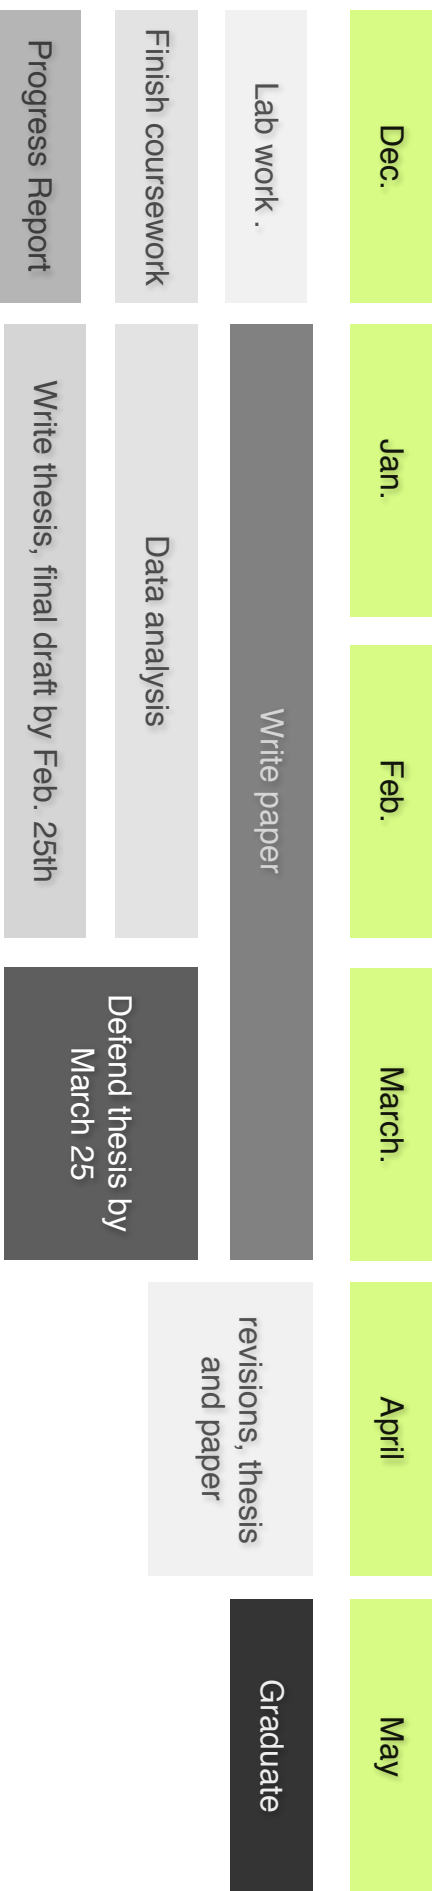 Dec.
Jan.
Feb.
March.
April
May
Lab work .
Write paper
revisions, thesis
and paper
Graduate
Finish coursework
Data analysis
Defend thesis by
March 25
Progress Report
Write thesis, final draft by Feb. 25th